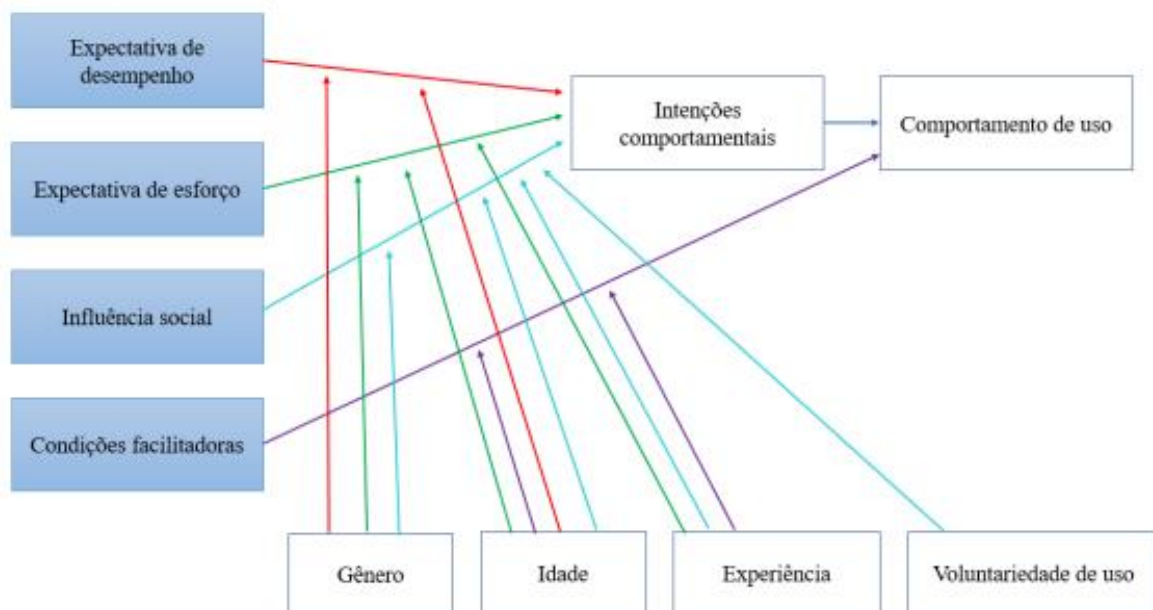 Expectativa de
desempenho
Intenções
comportamentais
Comportamento de uso
Expectativa de esforço
Influência social
Condições facilitadoras
Gênero
Idade
Experiência
Voluntariedade de uso